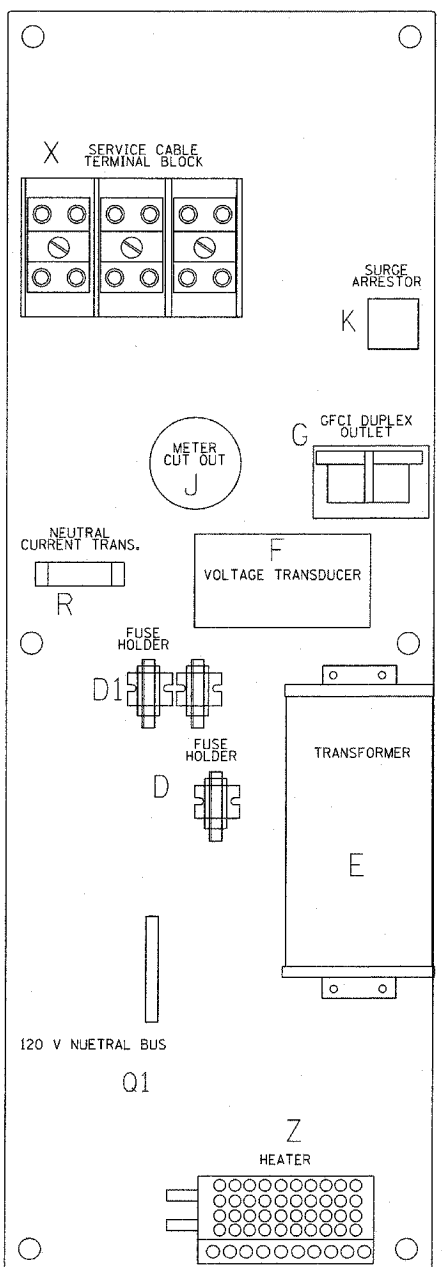 X
SERVICE CABLE
TERMINAL BLOCK
SURGE
ARRESTOR
K
G
GFCI DUPLEX
OUTLET
METER
CUT OUT
J
NEUTRAL
CURRENT TRANS.
R
F
VOLTAGE TRANSDUCER
FUSE
HOLDER
D1
FUSE
HOLDER
D
TRANSFORMER
E
120 V NUETRAL BUS
Q1
Z
HEATER